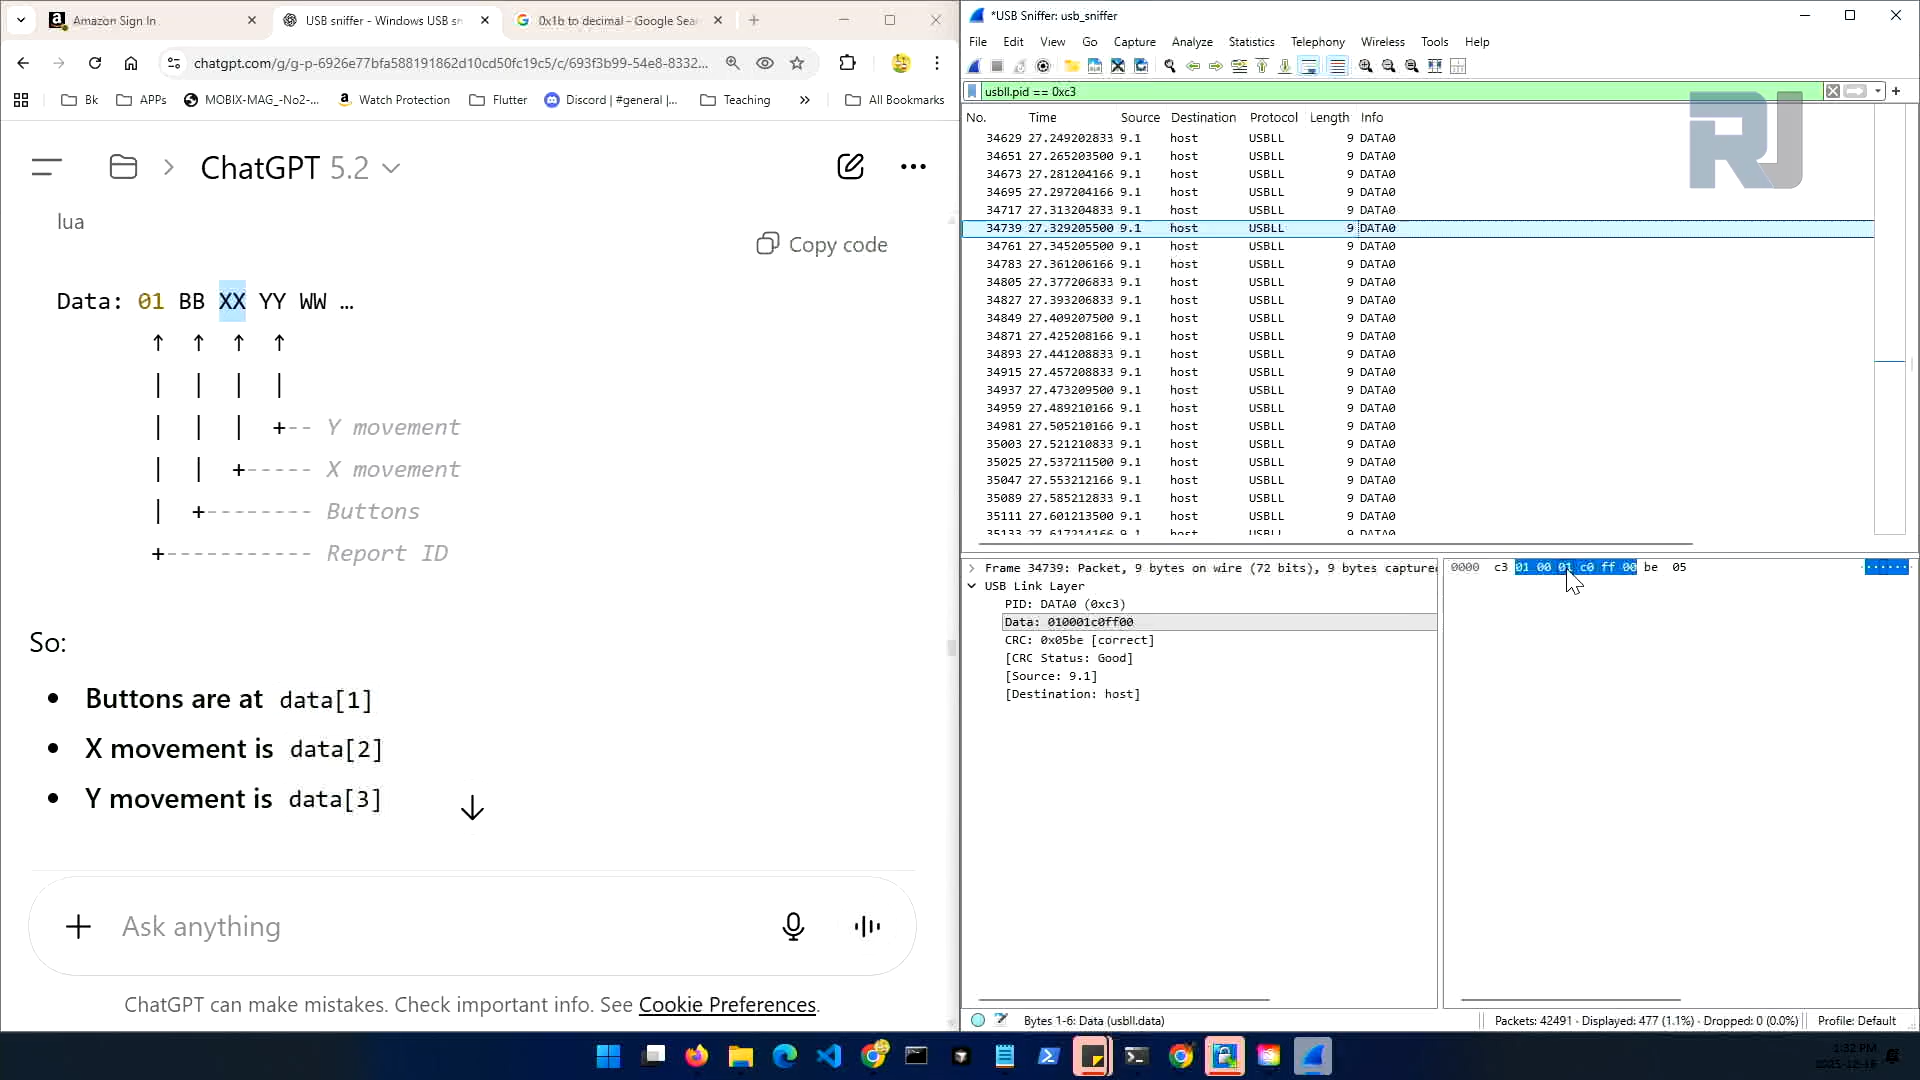 Amazon Sign In
USB sniffer - Windows USB sn
0x1b to decimal - Google Sea
chatgpt.com/g/g-p-6926e77bfa588191862d10cd50fc19c5/c/693f3b99-54e8-8332...
Bk
APPs
MOBIX-MAG_-No2-...
Watch Protection
Flutter
Discord | #general |...
Teaching
»
All Bookmarks
ChatGPT 5.2
lua
Copy code
Data: 01 BB XX YY WW …
↑ ↑ ↑ ↑
| | | |
| | | +-- Y movement
| | +----- X movement
| +-------- Buttons
+----------- Report ID
So:
• Buttons are at data[1]
• X movement is data[2]
• Y movement is data[3]
Ask anything
ChatGPT can make mistakes. Check important info. See Cookie Preferences.
*USB Sniffer: usb_sniffer
File Edit View Go Capture Analyze Statistics Telephony Wireless Tools Help
usbll.pid == 0xc3
RJ
No. Time Source Destination Protocol Length Info
34629 27.249202833 9.1 host USBLL 9 DATA0
34651 27.265203500 9.1 host USBLL 9 DATA0
34673 27.281204166 9.1 host USBLL 9 DATA0
34695 27.297204166 9.1 host USBLL 9 DATA0
34717 27.313204833 9.1 host USBLL 9 DATA0
34739 27.329205500 9.1 host USBLL 9 DATA0
34761 27.345205500 9.1 host USBLL 9 DATA0
34783 27.361206166 9.1 host USBLL 9 DATA0
34805 27.377206833 9.1 host USBLL 9 DATA0
34827 27.393206833 9.1 host USBLL 9 DATA0
34849 27.409207500 9.1 host USBLL 9 DATA0
34871 27.425208166 9.1 host USBLL 9 DATA0
34893 27.441208833 9.1 host USBLL 9 DATA0
34915 27.457208833 9.1 host USBLL 9 DATA0
34937 27.473209500 9.1 host USBLL 9 DATA0
34959 27.489210166 9.1 host USBLL 9 DATA0
34981 27.505210166 9.1 host USBLL 9 DATA0
35003 27.521210833 9.1 host USBLL 9 DATA0
35025 27.537211500 9.1 host USBLL 9 DATA0
35047 27.553212166 9.1 host USBLL 9 DATA0
35089 27.585212833 9.1 host USBLL 9 DATA0
35111 27.601213500 9.1 host USBLL 9 DATA0
35133 27.617214166 9.1 host USBLL 9 DATA0
Frame 34739: Packet, 9 bytes on wire (72 bits), 9 bytes capture
USB Link Layer
PID: DATA0 (0xc3)
Data: 010001c0ff00
CRC: 0x05be [correct]
[CRC Status: Good]
[Source: 9.1]
[Destination: host]
0000 c3 01 00 01 c0 ff 00 be 05 ·······
Bytes 1-6: Data (usbll.data)
Packets: 42491 · Displayed: 477 (1.1%) · Dropped: 0 (0.0%)
Profile: Default
1:32 PM